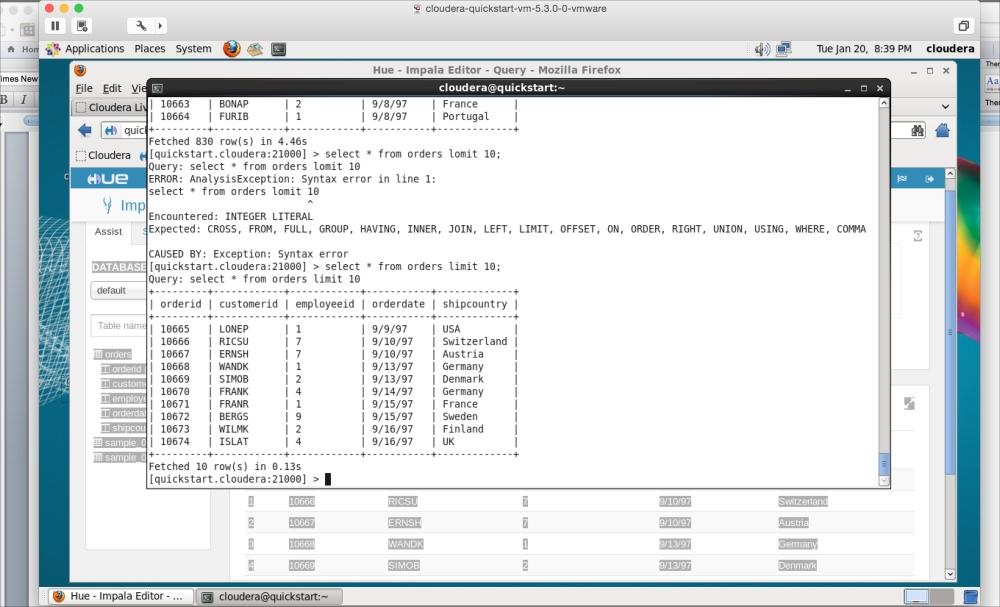 cloudera-quickstart-vm-5.3.0-0-vmware
Applications Places System
Tue Jan 20, 8:39 PM cloudera
Hue - Impala Editor - Query - Mozilla Firefox
imes New
B I
File Edit
cloudera@quickstart:~
Cloudera
Cloudera
Assist
default
Table name
orders
| 10663 | BONAP | 2 | 9/8/97 | France |
| 10664 | FURIB | 1 | 9/8/97 | Portugal |
+---------+------------+------------+-----------+-------------+
Fetched 830 row(s) in 4.46s
[quickstart.cloudera:21000] > select * from orders lomit 10;
Query: select * from orders lomit 10
ERROR: AnalysisException: Syntax error in line 1:
select * from orders lomit 10
^
Encountered: INTEGER LITERAL
Expected: CROSS, FROM, FULL, GROUP, HAVING, INNER, JOIN, LEFT, LIMIT, OFFSET, ON, ORDER, RIGHT, UNION, USING, WHERE, COMMA
CAUSED BY: Exception: Syntax error
[quickstart.cloudera:21000] > select * from orders limit 10;
Query: select * from orders limit 10
+---------+------------+------------+-----------+-------------+
| orderid | customerid | employeeid | orderdate | shipcountry |
+---------+------------+------------+-----------+-------------+
| 10665 | LONEP | 1 | 9/9/97 | USA |
| 10666 | RICSU | 7 | 9/10/97 | Switzerland |
| 10667 | ERNSH | 7 | 9/10/97 | Austria |
| 10668 | WANDK | 1 | 9/13/97 | Germany |
| 10669 | SIMOB | 2 | 9/13/97 | Denmark |
| 10670 | FRANK | 4 | 9/14/97 | Germany |
| 10671 | FRANR | 1 | 9/15/97 | France |
| 10672 | BERGS | 9 | 9/15/97 | Sweden |
| 10673 | WILMK | 2 | 9/16/97 | Finland |
| 10674 | ISLAT | 4 | 9/16/97 | UK |
+---------+------------+------------+-----------+-------------+
Fetched 10 row(s) in 0.13s
[quickstart.cloudera:21000] >
1 10666 RICSU 7 9/10/97 Switzerland
2 10667 ERNSH 7 9/10/97 Austria
3 10668 WANDK 1 9/13/97 Germany
4 10669 SIMOB 2 9/13/97 Denmark
Hue - Impala Editor - ...
cloudera@quickstart:~